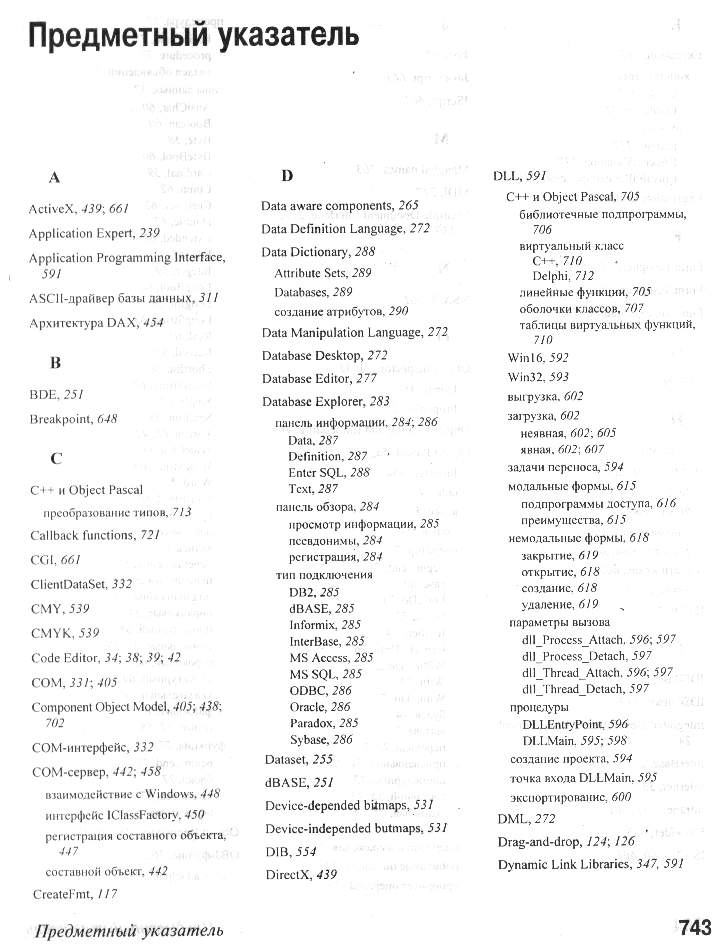 Предметный указатель
A
ActiveX, 439; 661
Application Expert, 239
Application Programming Interface,
591
ASCII-драйвер базы данных, 311
Архитектура DAX, 454
B
BDE, 251
Breakpoint, 648
C
C++ и Object Pascal
преобразование типов, 713
Callback functions, 721
CGI, 661
ClientDataSet, 332
CMY, 539
CMYK, 539
Code Editor, 34; 38; 39; 42
COM, 331; 405
Component Object Model, 405; 438;
702
COM-интерфейс, 332
COM-сервер, 442; 458
взаимодействие с Windows, 448
интерфейс IClassFactory, 450
регистрация составного объекта,
447
составной объект, 442
CreateFmt, 117
D
Data aware components, 265
Data Definition Language, 272
Data Dictionary, 288
Attribute Sets, 289
Databases, 289
создание атрибутов, 290
Data Manipulation Language, 272
Database Desktop, 272
Database Editor, 277
Database Explorer, 283
панель информации, 284; 286
Data, 287
Definition, 287
Enter SQL, 288
Text, 287
панель обзора, 284
просмотр информации, 285
псевдонимы, 284
регистрация, 284
тип подключения
DB2, 285
dBASE, 285
Informix, 285
InterBase, 285
MS Access, 285
MS SQL, 285
ODBC, 286
Oracle, 286
Paradox, 285
Sybase, 286
Dataset, 255
dBASE, 251
Device-depended bitmaps, 531
Device-independed butmaps, 531
DIB, 554
DirectX, 439
DLL, 591
C++ и Object Pascal, 705
библиотечные подпрограммы,
706
виртуальный класс
C++, 710
Delphi, 712
линейные функции, 705
оболочки классов, 707
таблицы виртуальных функций,
710
Win16, 592
Win32, 593
выгрузка, 602
загрузка, 602
неявная, 602; 605
явная, 602; 607
задачи переноса, 594
модальные формы, 615
подпрограммы доступа, 616
преимущества, 615
немодальные формы, 618
закрытие, 619
открытие, 618
создание, 618
удаление, 619
параметры вызова
dll_Process_Attach, 596; 597
dll_Process_Detach, 597
dll_Thread_Attach, 596; 597
dll_Thread_Detach, 597
процедуры
DLLEntryPoint, 596
DLLMain, 595; 598
создание проекта, 594
точка входа DLLMain, 595
экспортирование, 600
DML, 272
Drag-and-drop, 124; 126
Dynamic Link Libraries, 347, 591
Предметный указатель
743